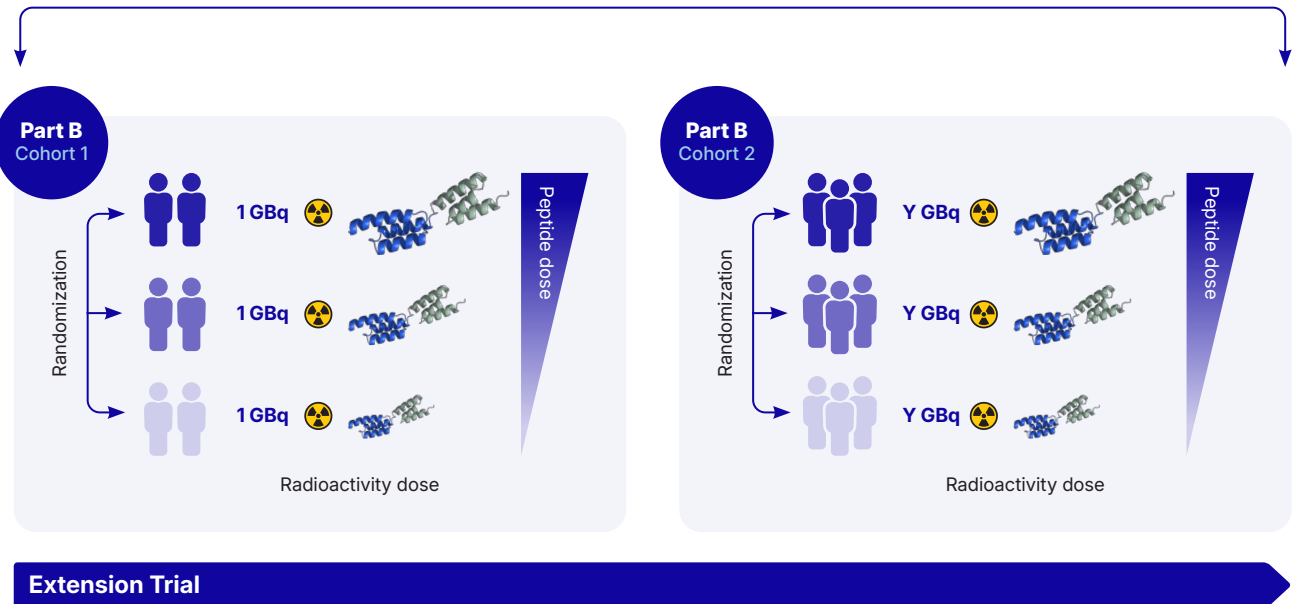 Part B
Cohort 1
Randomization
1 GBq
1 GBq
1 GBq
Peptide dose
Radioactivity dose
Part B
Cohort 2
Randomization
Y GBq
Y GBq
Y GBq
Peptide dose
Radioactivity dose
Extension Trial